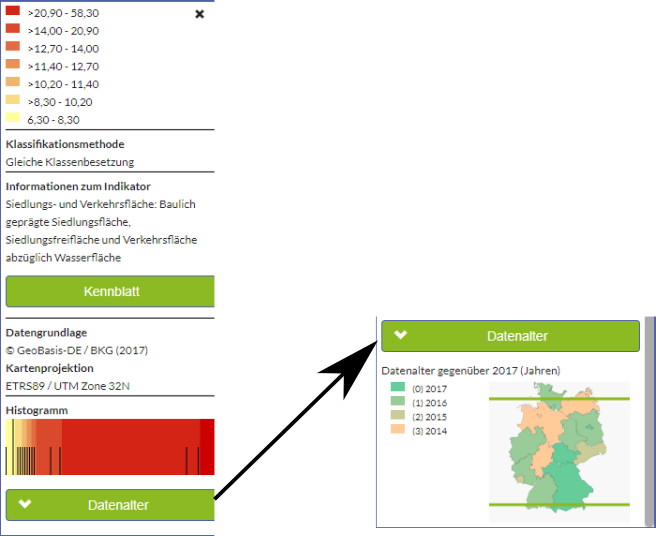 >20,90 - 58,30
>14,00 - 20,90
>12,70 - 14,00
>11,40 - 12,70
>10,20 - 11,40
>8,30 - 10,20
6,30 - 8,30
Klassifikationsmethode
Gleiche Klassenbesetzung
Informationen zum Indikator
Siedlungs- und Verkehrsfläche: Baulich
geprägte Siedlungsfläche,
Siedlungsfreifläche und Verkehrsfläche
abzüglich Wasserfläche
Kennblatt
Datengrundlage
© GeoBasis-DE / BKG (2017)
Kartenprojektion
ETRS89 / UTM Zone 32N
Histogramm
Datenalter
Datenalter
Datenalter gegenüber 2017 (Jahren)
(0) 2017
(1) 2016
(2) 2015
(3) 2014